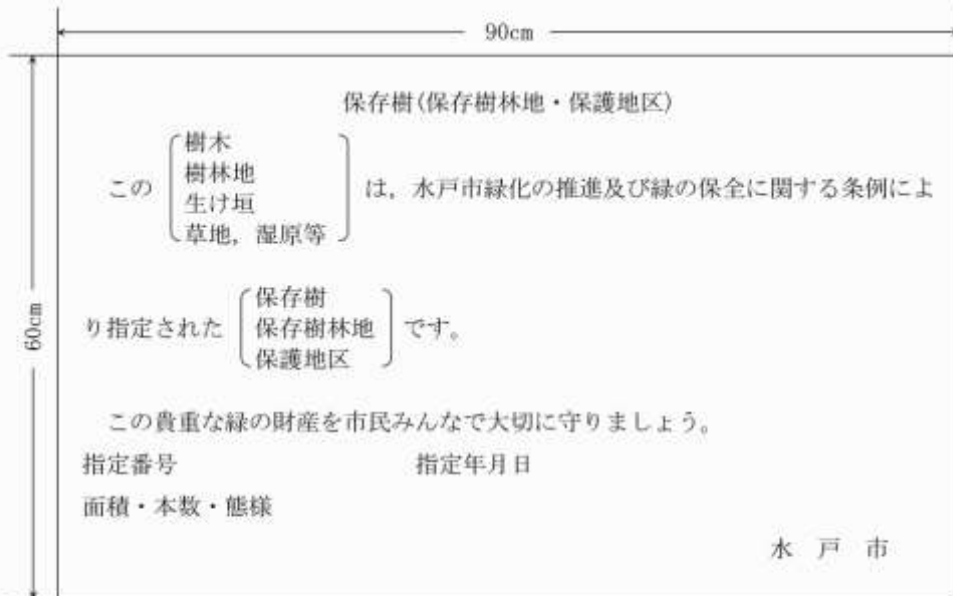 90cm
60cm
保存樹(保存樹林地・保護地区)
樹木
樹林地
この 生け垣 は，水戸市緑化の推進及び緑の保全に関する条例によ
草地，湿原等
保存樹
り指定された 保存樹林地 です。
保護地区
この貴重な緑の財産を市民みんなで大切に守りましょう。
指定番号 指定年月日
面積・本数・態様
水 戸 市